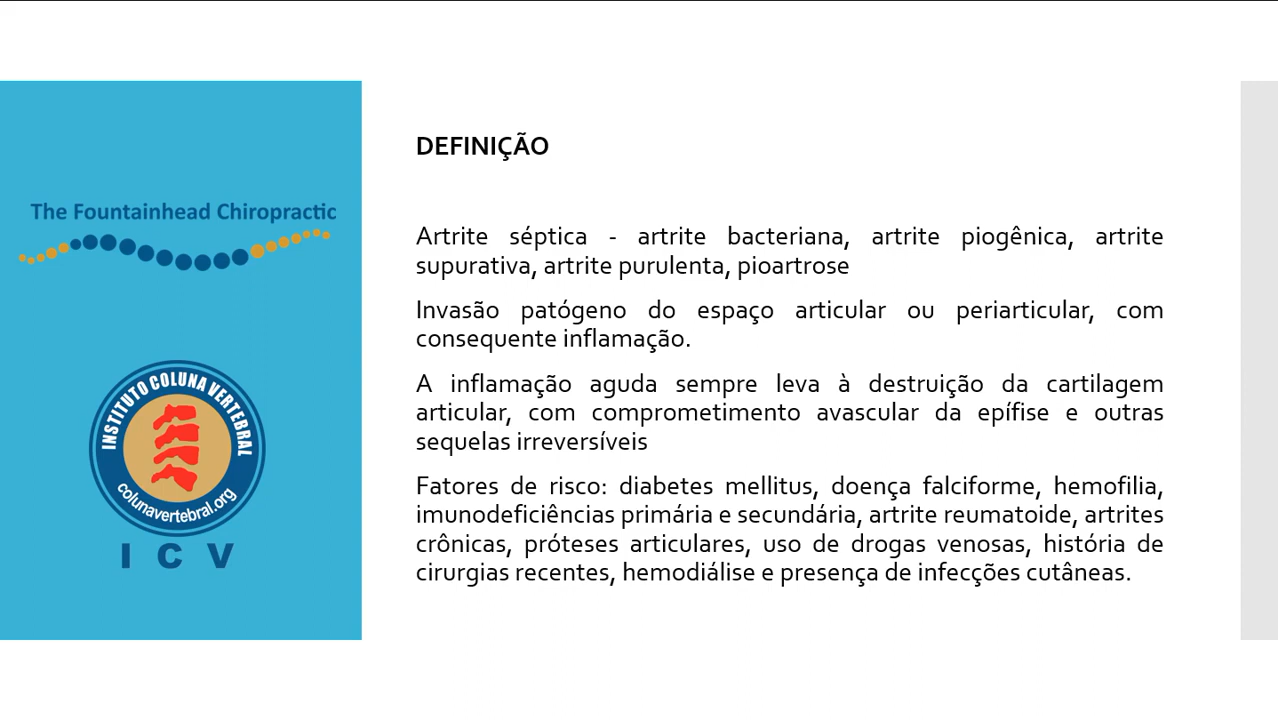 The Fountainhead Chiropractic
INSTITUTO COLUNA VERTEBRAL
colunavertebral.org
I C V
DEFINIÇÃO
Artrite séptica - artrite bacteriana, artrite piogênica, artrite
supurativa, artrite purulenta, pioartrose
Invasão patógeno do espaço articular ou periarticular, com
consequente inflamação.
A inflamação aguda sempre leva à destruição da cartilagem
articular, com comprometimento avascular da epífise e outras
sequelas irreversíveis
Fatores de risco: diabetes mellitus, doença falciforme, hemofilia,
imunodeficiências primária e secundária, artrite reumatoide, artrites
crônicas, próteses articulares, uso de drogas venosas, história de
cirurgias recentes, hemodiálise e presença de infecções cutâneas.